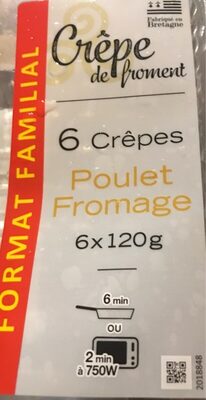 Fabriqué en
Bretagne
Crêpe
de froment
FORMAT FAMILIAL
6 Crêpes
Poulet
Fromage
6x120g
6 min
OU
2 min
à 750W
2018848